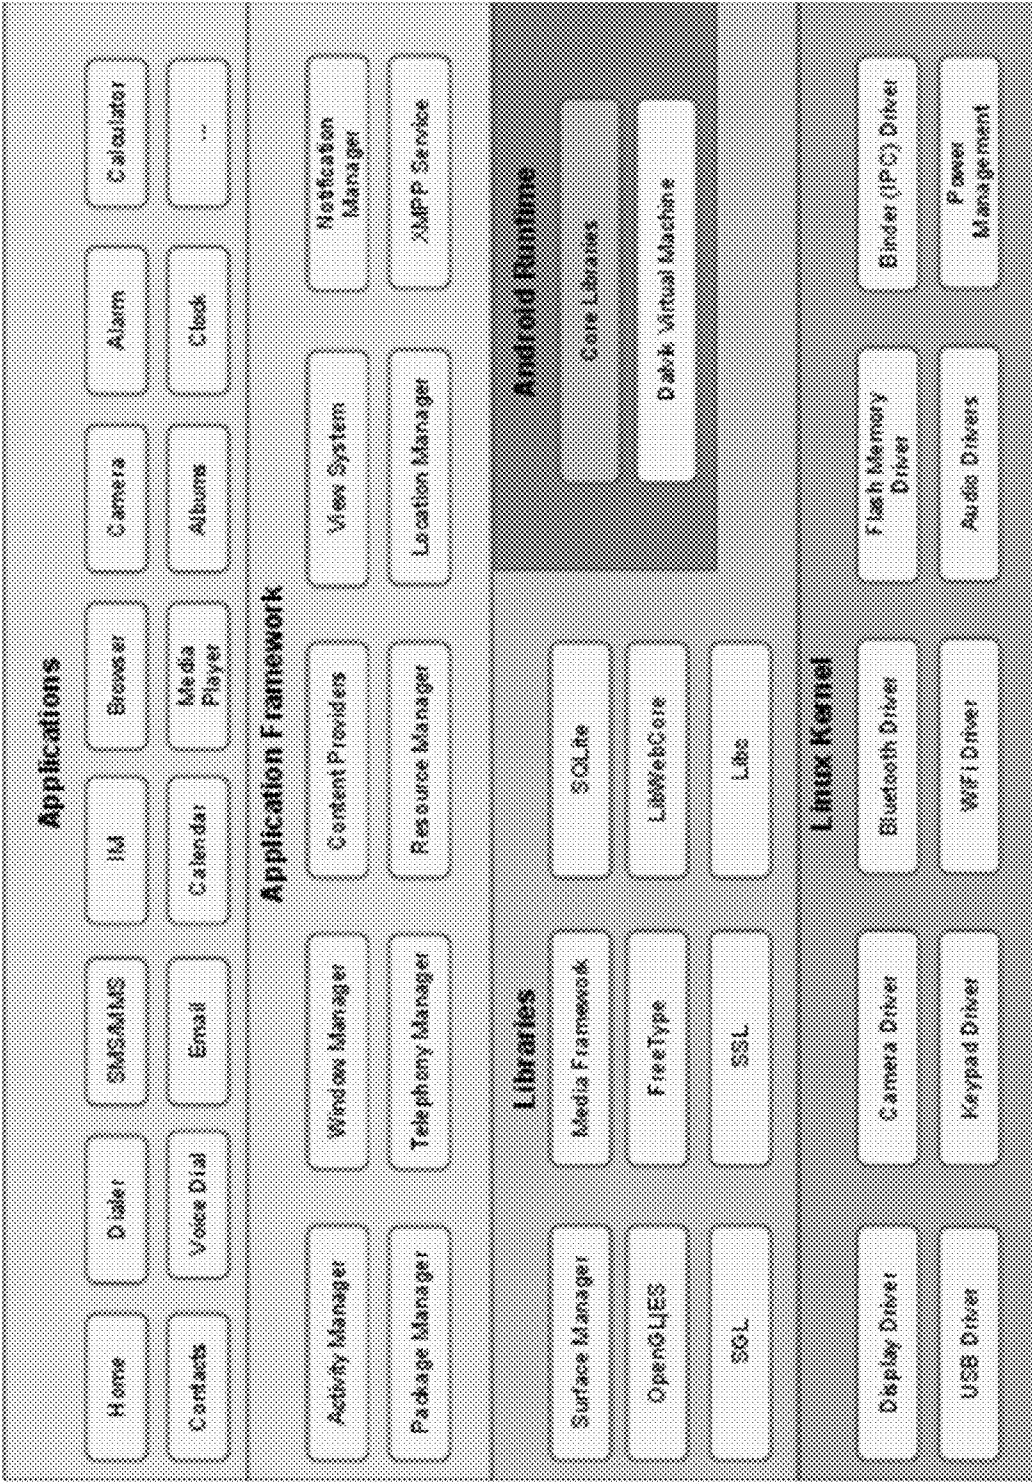 Applications
Home
Dialer
SMS/MMS
IM
Browser
Camera
Alarm
Calculator
Contacts
Voice Dial
Email
Calendar
Media
Player
Albums
Clock
...
Application Framework
Activity Manager
Window Manager
Content Providers
View System
Notification
Manager
Package Manager
Telephony Manager
Resource Manager
Location Manager
XMPP Service
Libraries
Surface Manager
Media Framework
SQLite
OpenGL|ES
FreeType
LibWebCore
SGL
SSL
Libc
Android Runtime
Core Libraries
Dalvik Virtual Machine
Linux Kernel
Display Driver
Camera Driver
Bluetooth Driver
Flash Memory
Driver
Binder (IPC) Driver
USB Driver
Keypad Driver
WiFi Driver
Audio Drivers
Power
Management